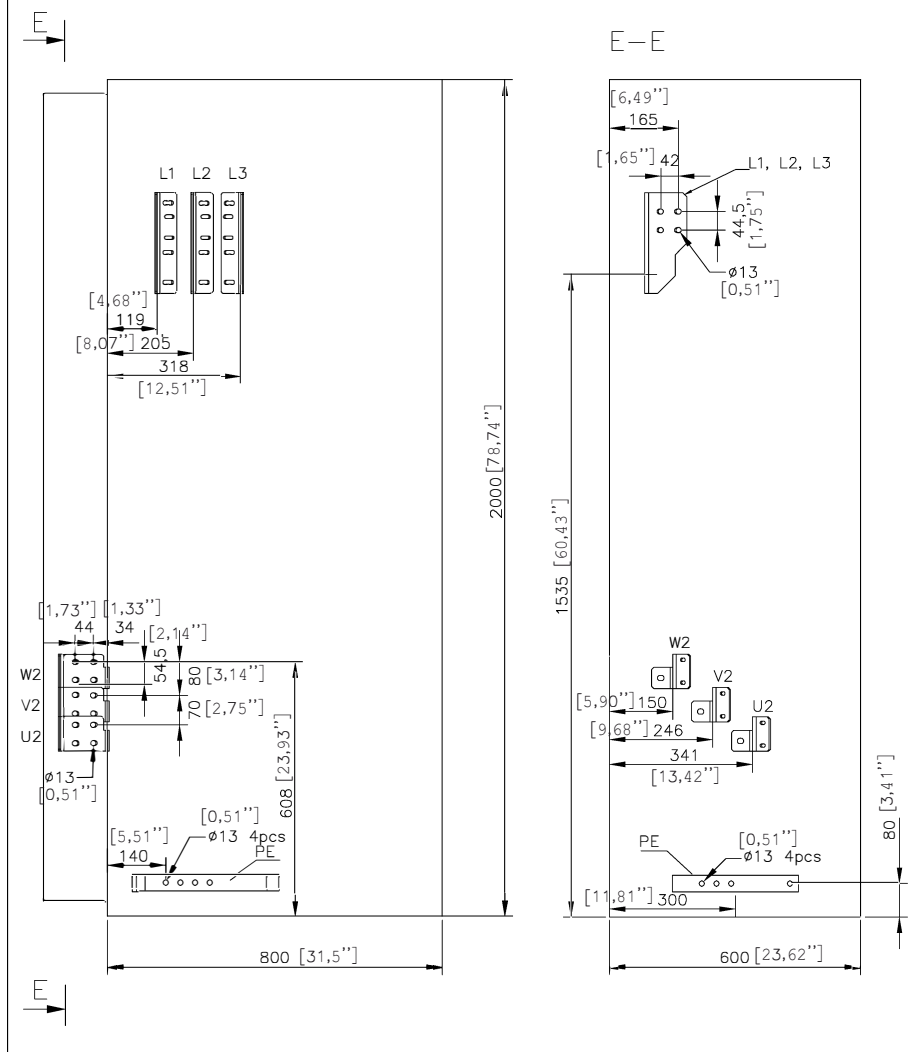 E
E–E
[6,49’’]
165
[1,65’’] 42
L1, L2, L3
L1 L2 L3
44,5
[1,75’’]
ø13
[0,51’’]
[4,68’’]
119
[8,07’’] 205
318
[12,51’’]
2000 [78,74’’]
1535 [60,43’’]
[1,73’’] [1,33’’]
44 34
[2,14’’]
54,5
80
[3,14’’]
W2
V2
U2
70
[2,75’’]
ø13
[0,51’’]
608 [23,93’’]
W2
V2
U2
[5,90’’] 150
[9,68’’] 246
341
[13,42’’]
80 [3,41’’]
[0,51’’]
[5,51’’] ø13 4pcs
140
PE
[0,51’’]
PE
ø13 4pcs
[11,81’’] 300
800 [31,5’’]
600 [23,62’’]
E